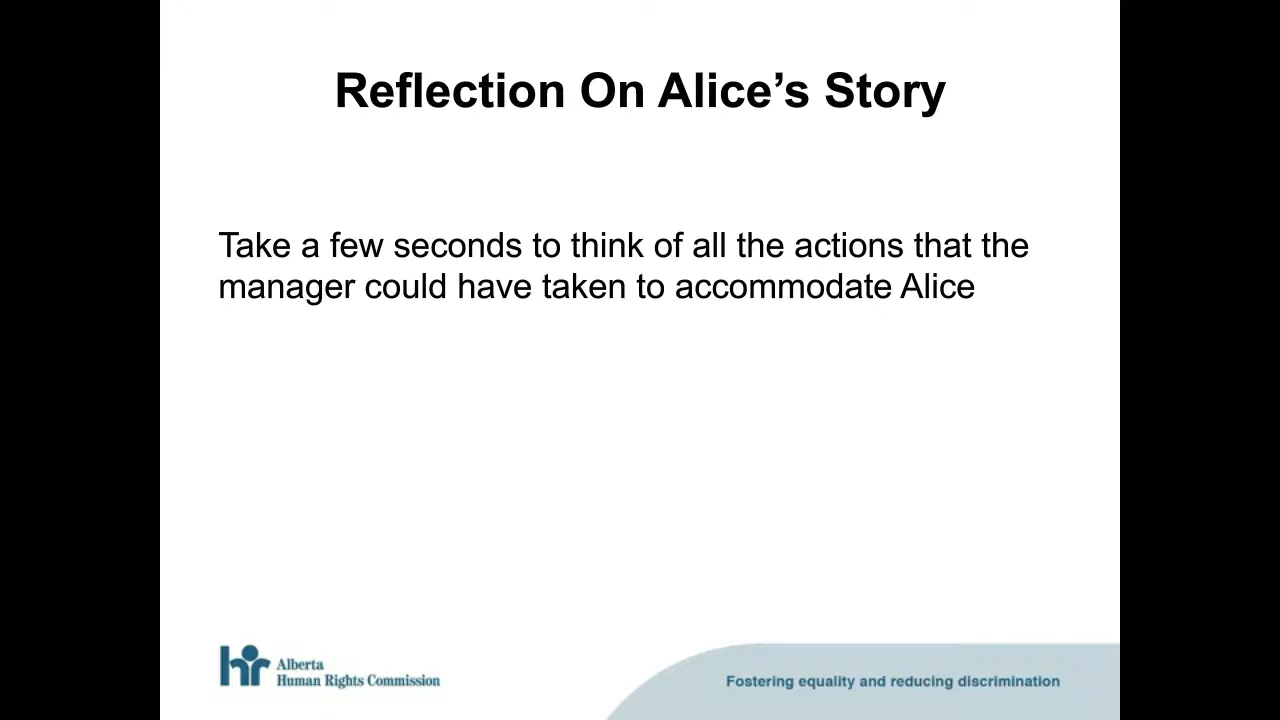 Reflection On Alice’s Story
Take a few seconds to think of all the actions that the
manager could have taken to accommodate Alice
hr Alberta
Human Rights Commission
Fostering equality and reducing discrimination